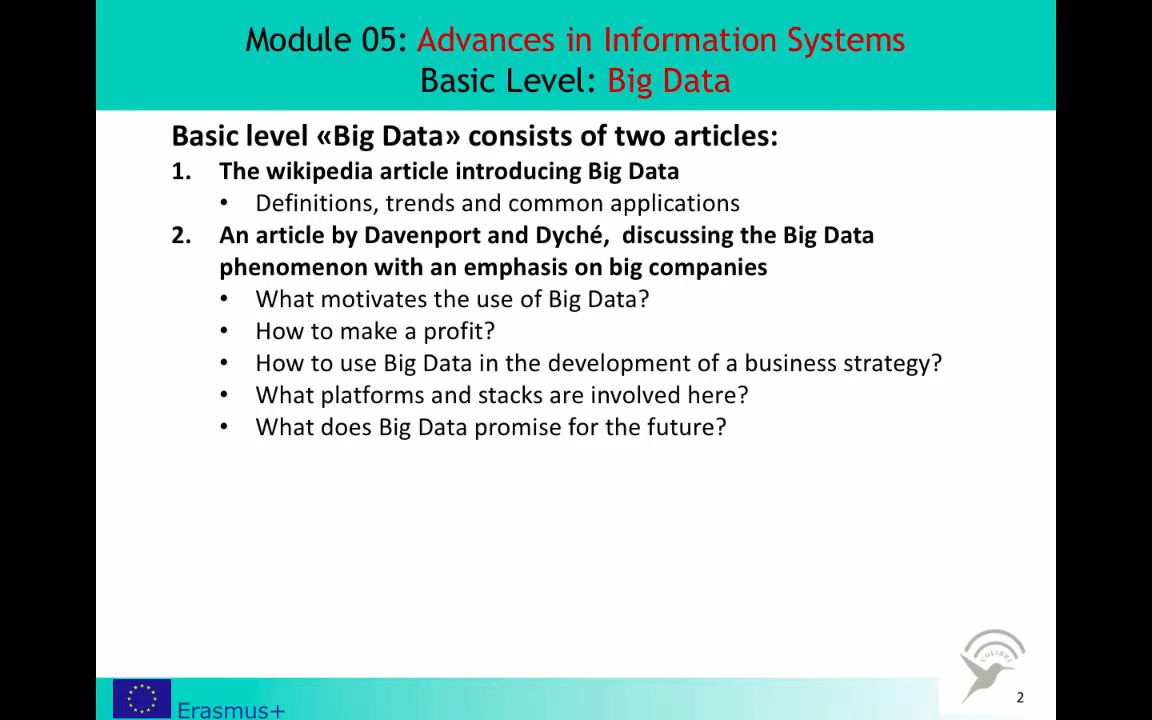 Module 05: Advances in Information Systems
Basic Level: Big Data
Basic level «Big Data» consists of two articles:
1. The wikipedia article introducing Big Data
• Definitions, trends and common applications
2. An article by Davenport and Dyché, discussing the Big Data
phenomenon with an emphasis on big companies
• What motivates the use of Big Data?
• How to make a profit?
• How to use Big Data in the development of a business strategy?
• What platforms and stacks are involved here?
• What does Big Data promise for the future?
CoLIBRI
Erasmus+
2